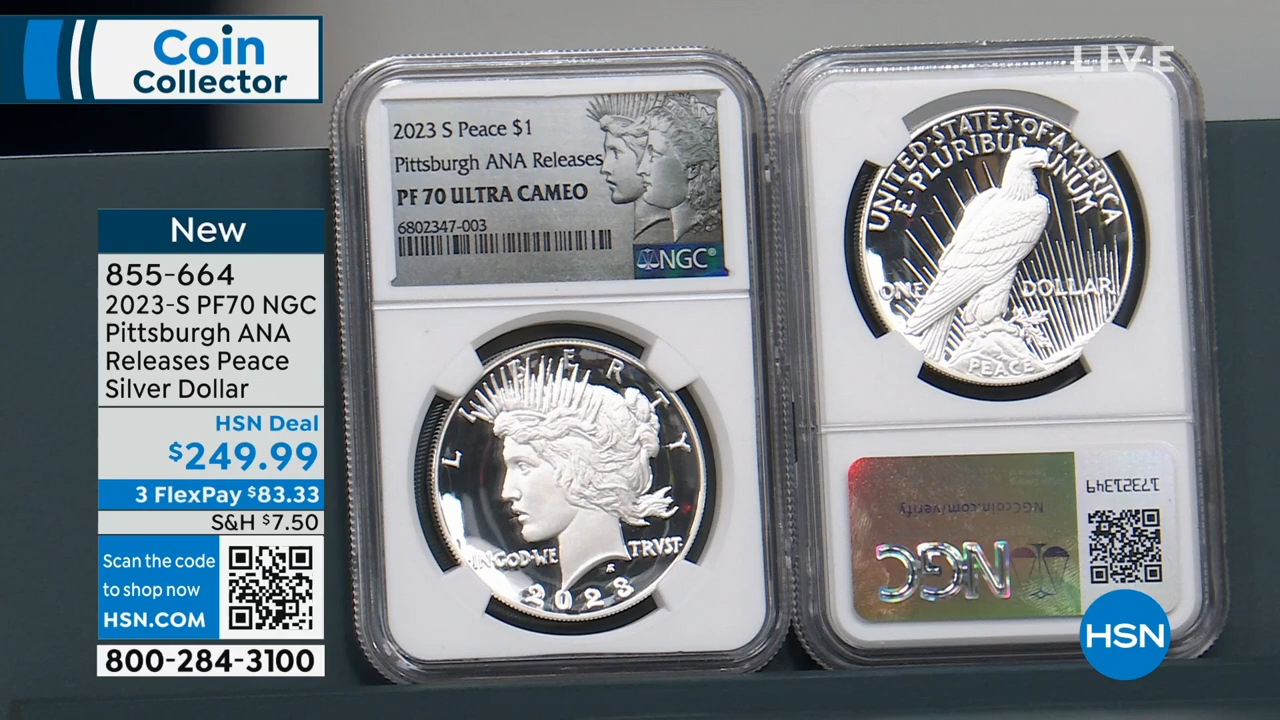 Coin
Collector
LIVE
New
855-664
2023-S PF70 NGC
Pittsburgh ANA
Releases Peace
Silver Dollar
HSN Deal
$249.99
3 FlexPay $83.33
S&H $7.50
Scan the code
to shop now
HSN.COM
800-284-3100
2023 S Peace $1
Pittsburgh ANA Releases
PF 70 ULTRA CAMEO
6802347-003
NGC®
LIBERTY
IN GOD WE TRVST
2023
UNITED·STATES·OF·AMERICA
E·PLURIBUS UNUM
ONE DOLLAR
PEACE
17321349
NGCcoin.com/verify
NGC
HSN